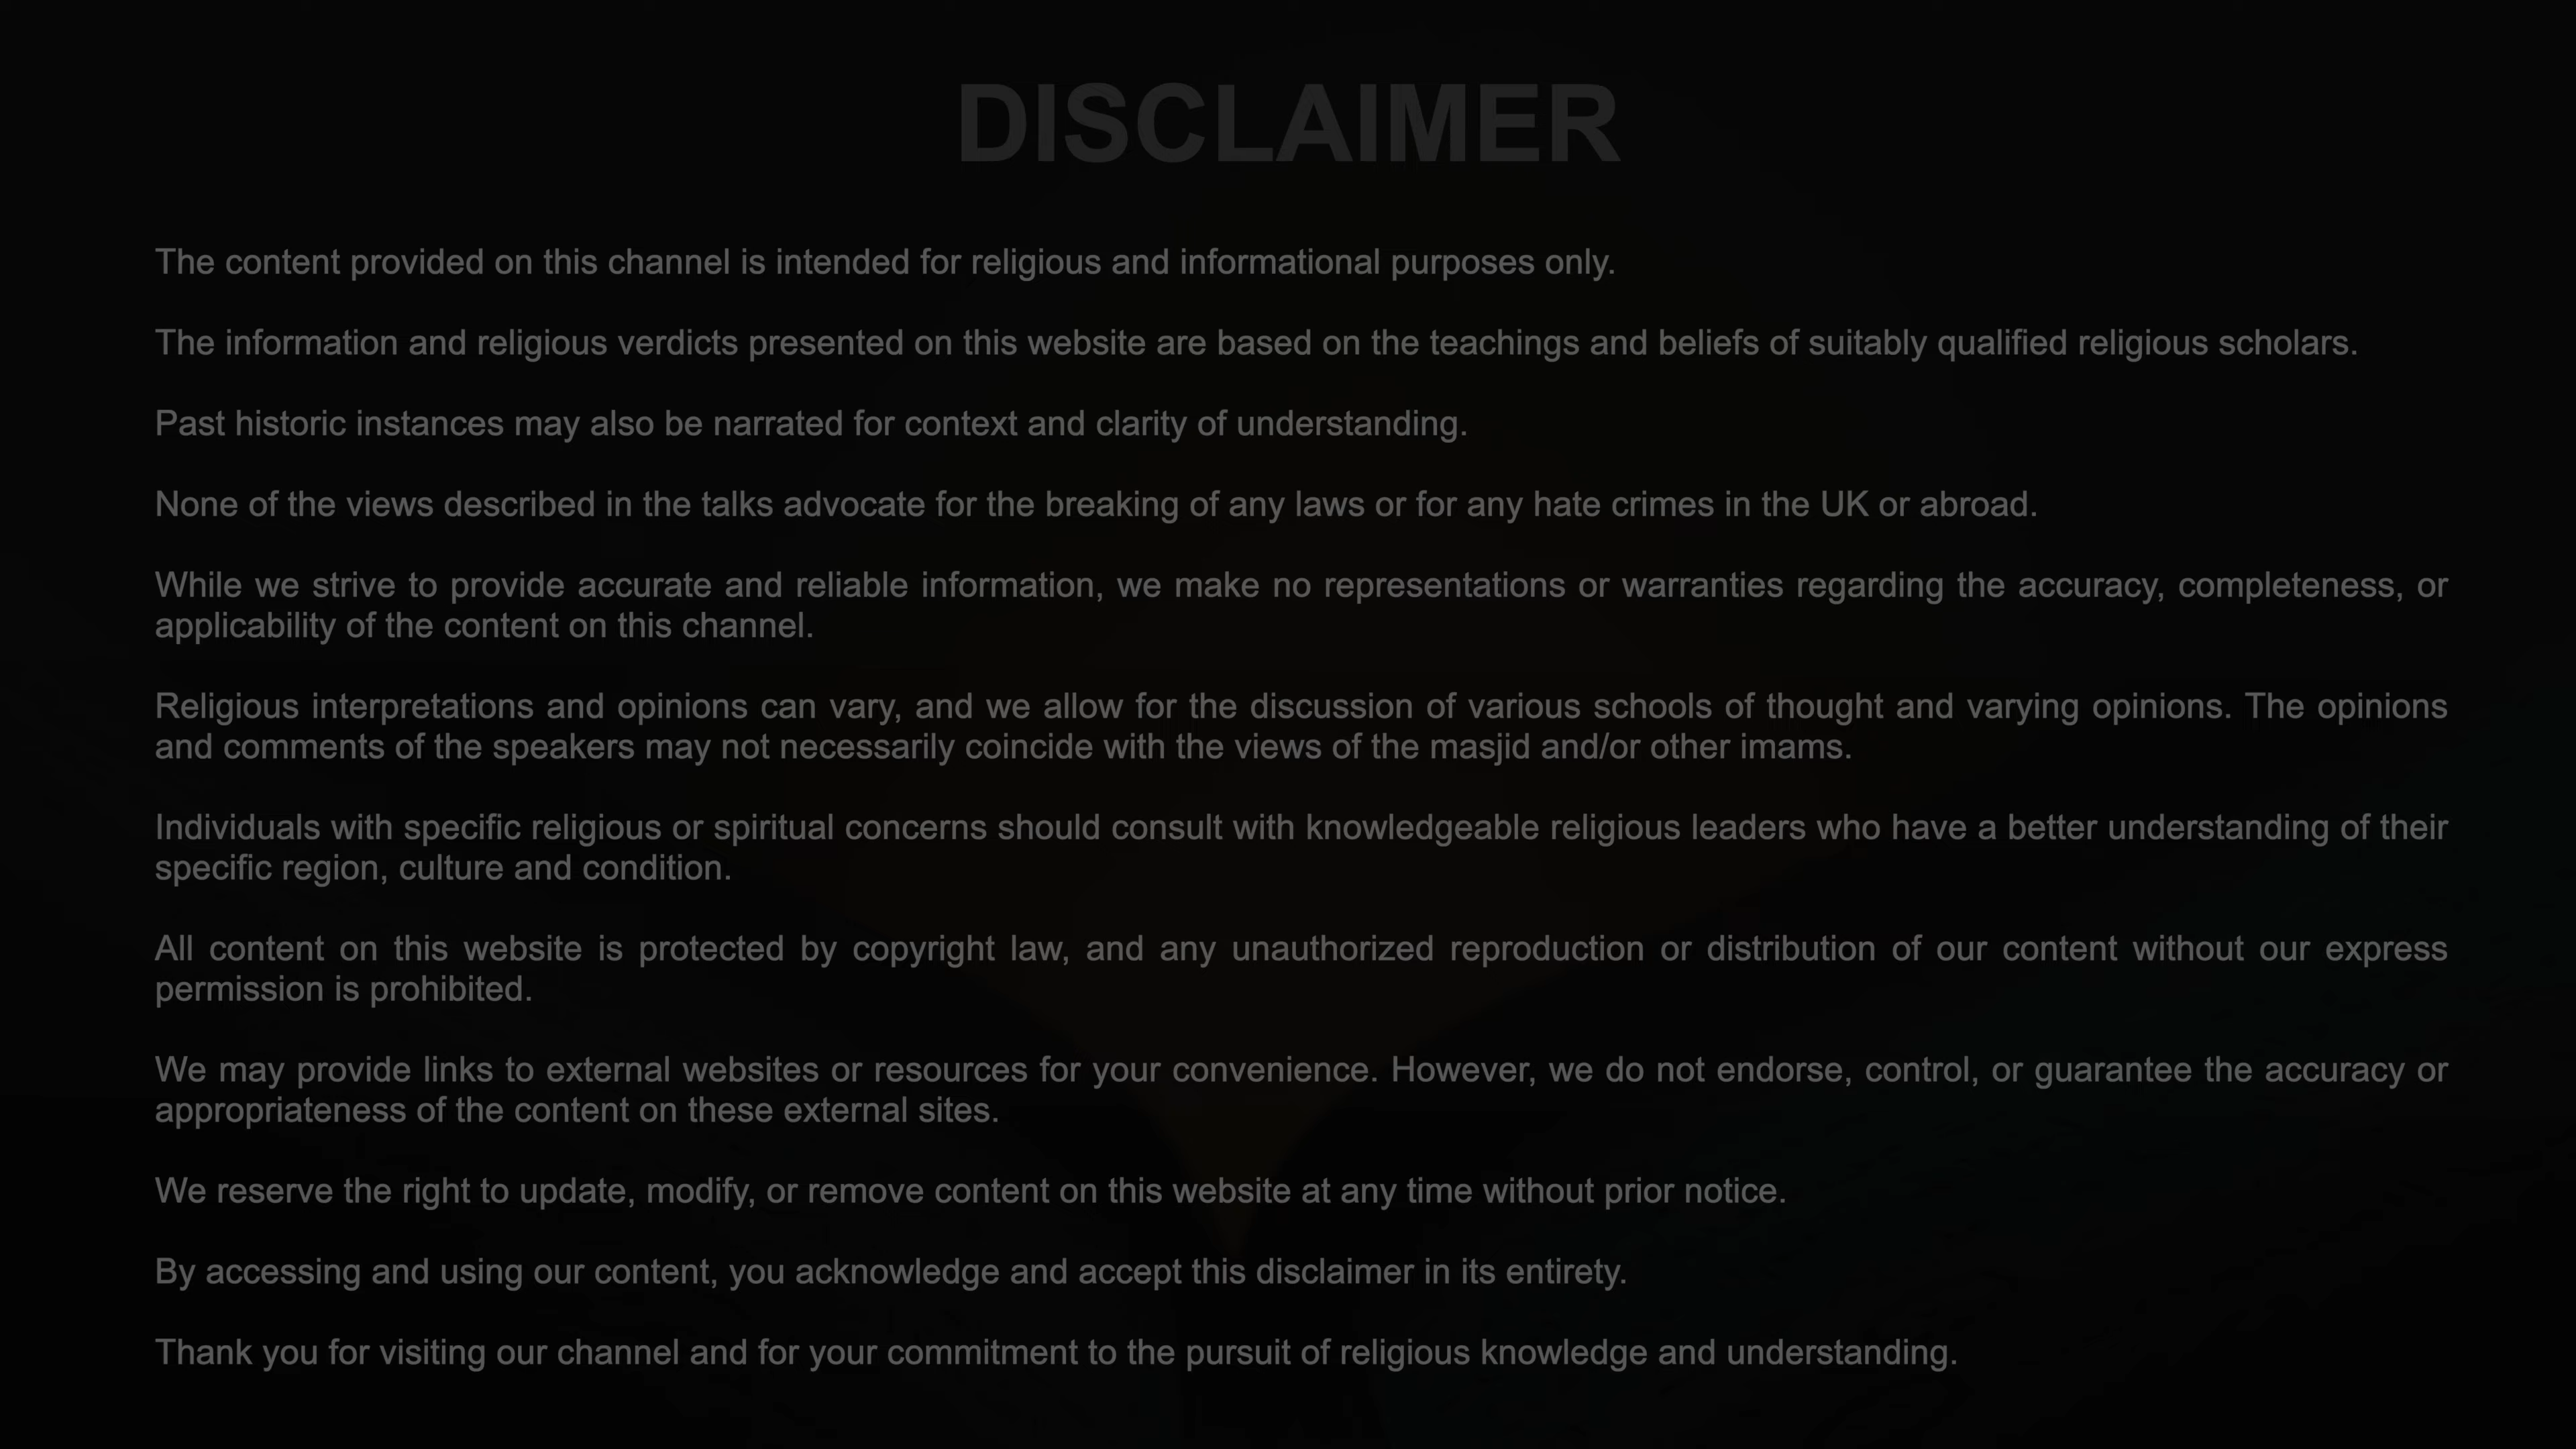 DISCLAIMER
The content provided on this channel is intended for religious and informational purposes only.
The information and religious verdicts presented on this website are based on the teachings and beliefs of suitably qualified religious scholars.
Past historic instances may also be narrated for context and clarity of understanding.
None of the views described in the talks advocate for the breaking of any laws or for any hate crimes in the UK or abroad.
While we strive to provide accurate and reliable information, we make no representations or warranties regarding the accuracy, completeness, or
applicability of the content on this channel.
Religious interpretations and opinions can vary, and we allow for the discussion of various schools of thought and varying opinions. The opinions
and comments of the speakers may not necessarily coincide with the views of the masjid and/or other imams.
Individuals with specific religious or spiritual concerns should consult with knowledgeable religious leaders who have a better understanding of their
specific region, culture and condition.
All content on this website is protected by copyright law, and any unauthorized reproduction or distribution of our content without our express
permission is prohibited.
We may provide links to external websites or resources for your convenience. However, we do not endorse, control, or guarantee the accuracy or
appropriateness of the content on these external sites.
We reserve the right to update, modify, or remove content on this website at any time without prior notice.
By accessing and using our content, you acknowledge and accept this disclaimer in its entirety.
Thank you for visiting our channel and for your commitment to the pursuit of religious knowledge and understanding.